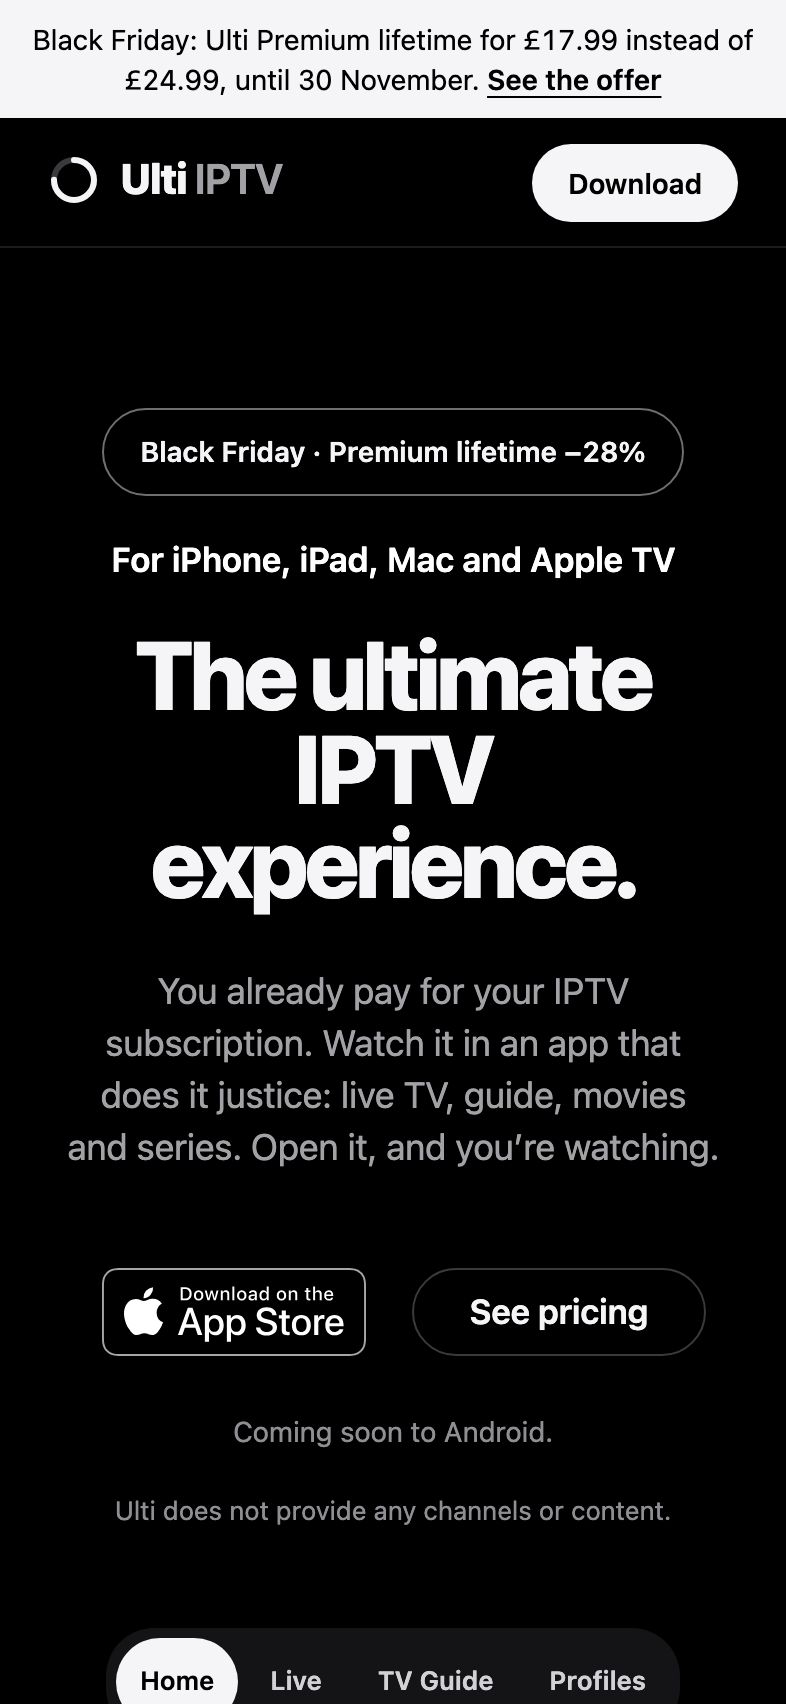 Black Friday: Ulti Premium lifetime for £17.99 instead of
£24.99, until 30 November. See the offer
Ulti IPTV
Download
Black Friday · Premium lifetime −28%
For iPhone, iPad, Mac and Apple TV
The ultimate
IPTV
experience.
You already pay for your IPTV
subscription. Watch it in an app that
does it justice: live TV, guide, movies
and series. Open it, and you’re watching.
Download on the
App Store
See pricing
Coming soon to Android.
Ulti does not provide any channels or content.
Home Live TV Guide Profiles